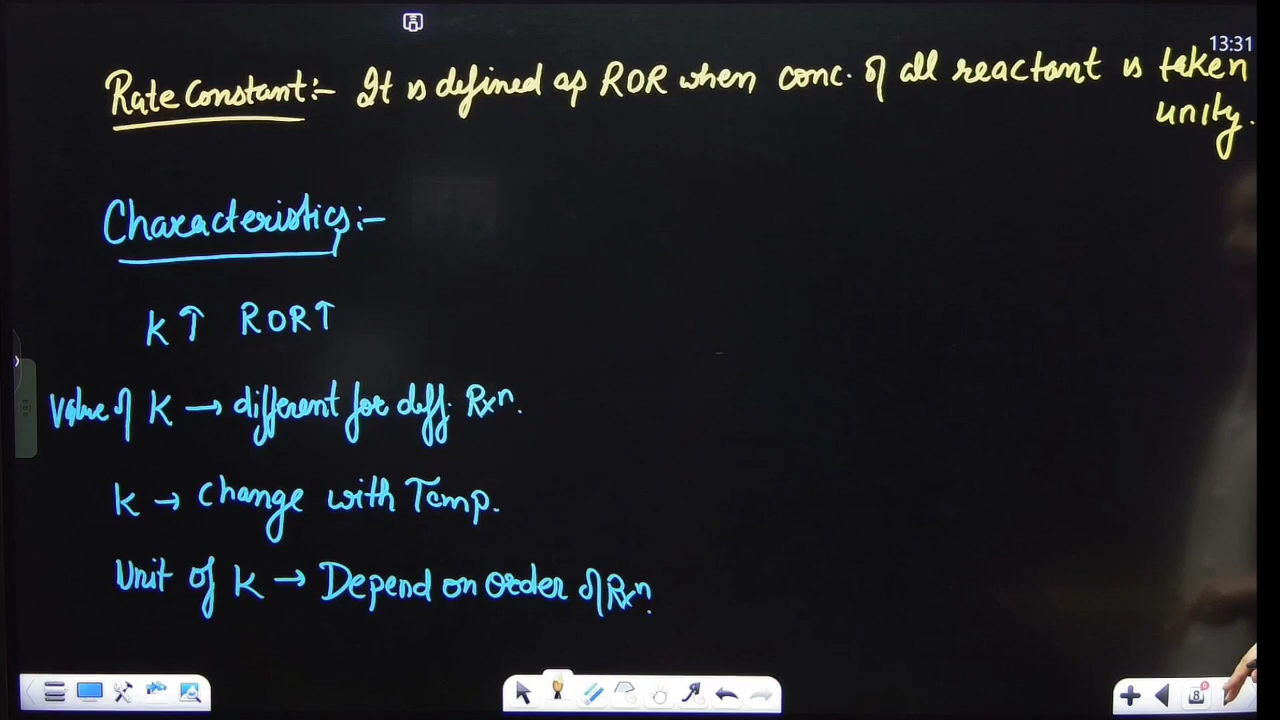 13:31
Rate Constant :- It is defined as ROR when conc. of all reactant is taken
unity.
Characteristics :-
K↑ ROR↑
Value of K → different for diff. Rxⁿ.
K → Change with Temp.
Unit of K → Depend on Order of Rxⁿ.
8